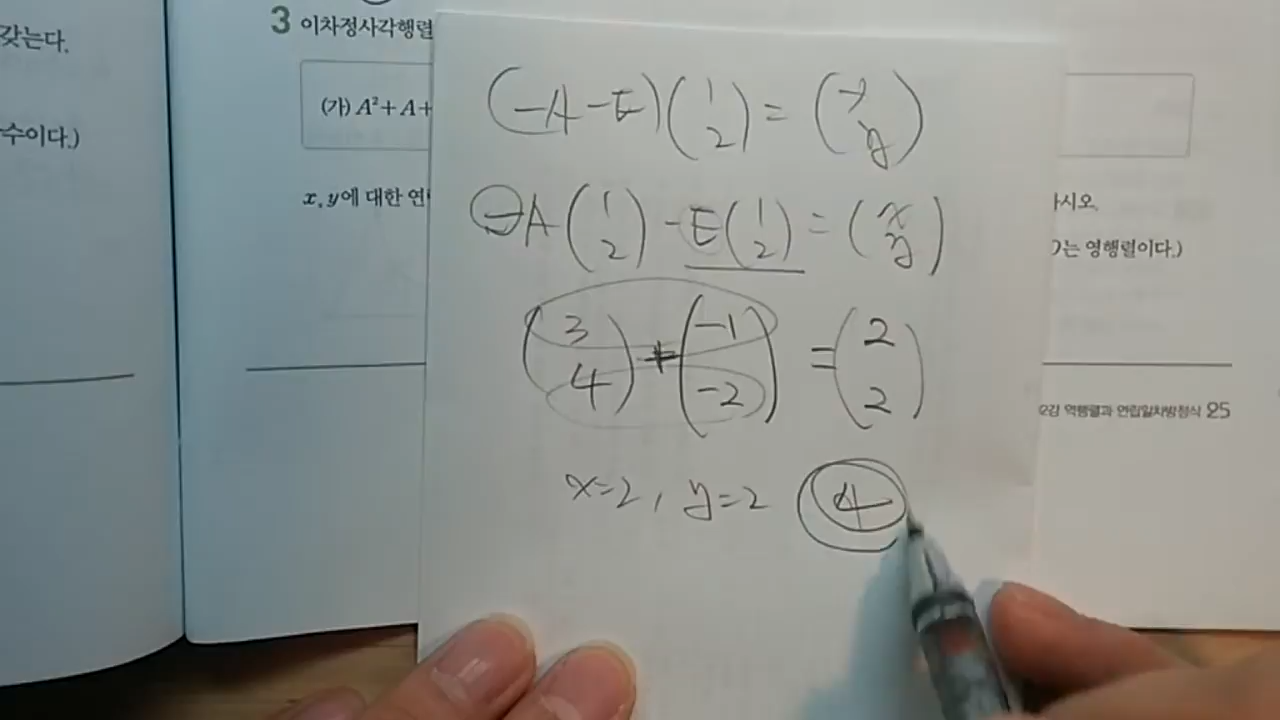 갖는다.
수이다.)
3 이차정사각행렬
(가) A²+A+
x, y에 대한 연
시오.
O는 영행렬이다.)
2강 역행렬과 연립일차방정식 25
(-A-E)(1 2)=(x y)
-A(1 2)-E(1 2)=(x y)
(3 4)+(-1 -2)=(2 2)
x=2, y=2 4